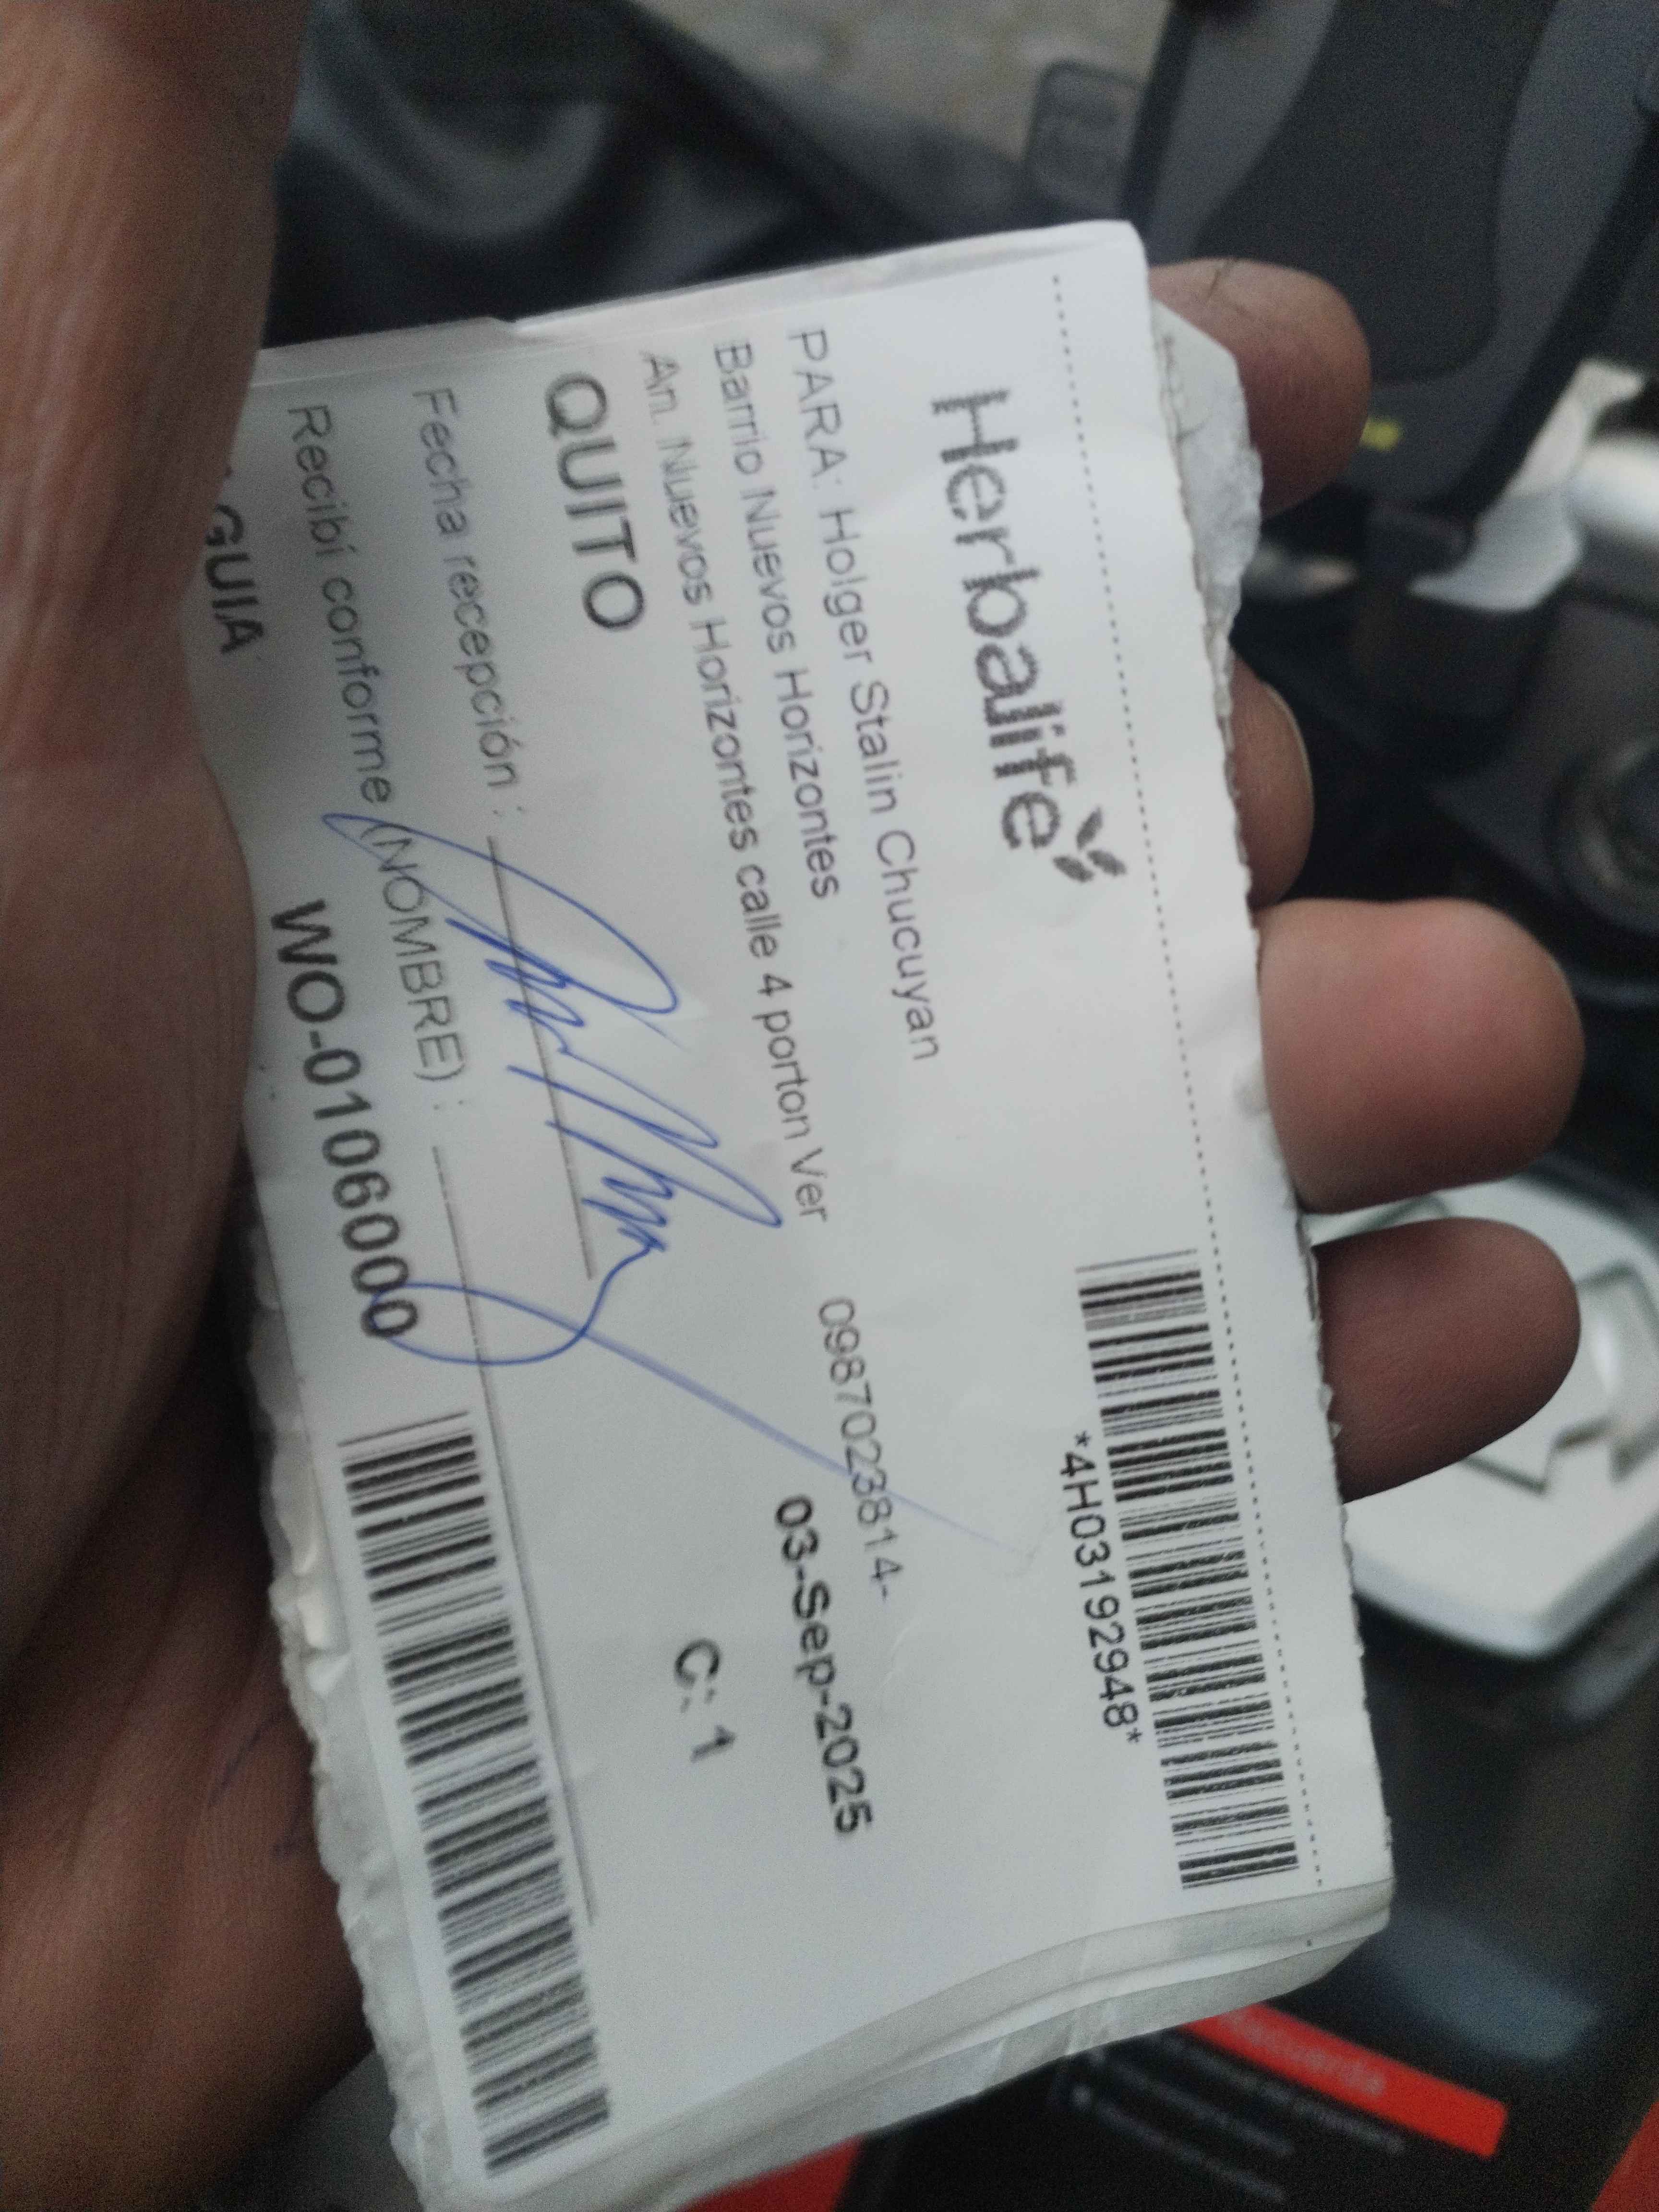 Herbalife
*4H03192948*
PARA: Holger Stalin Chucuyan
Barrio Nuevos Horizontes 0987023814-
An. Nuevos Horizontes calle 4 porton Ver
03-Sep-2025
QUITO C: 1
Fecha recepción :
Recibí conforme (NOMBRE) :
GUIA WO-0106000